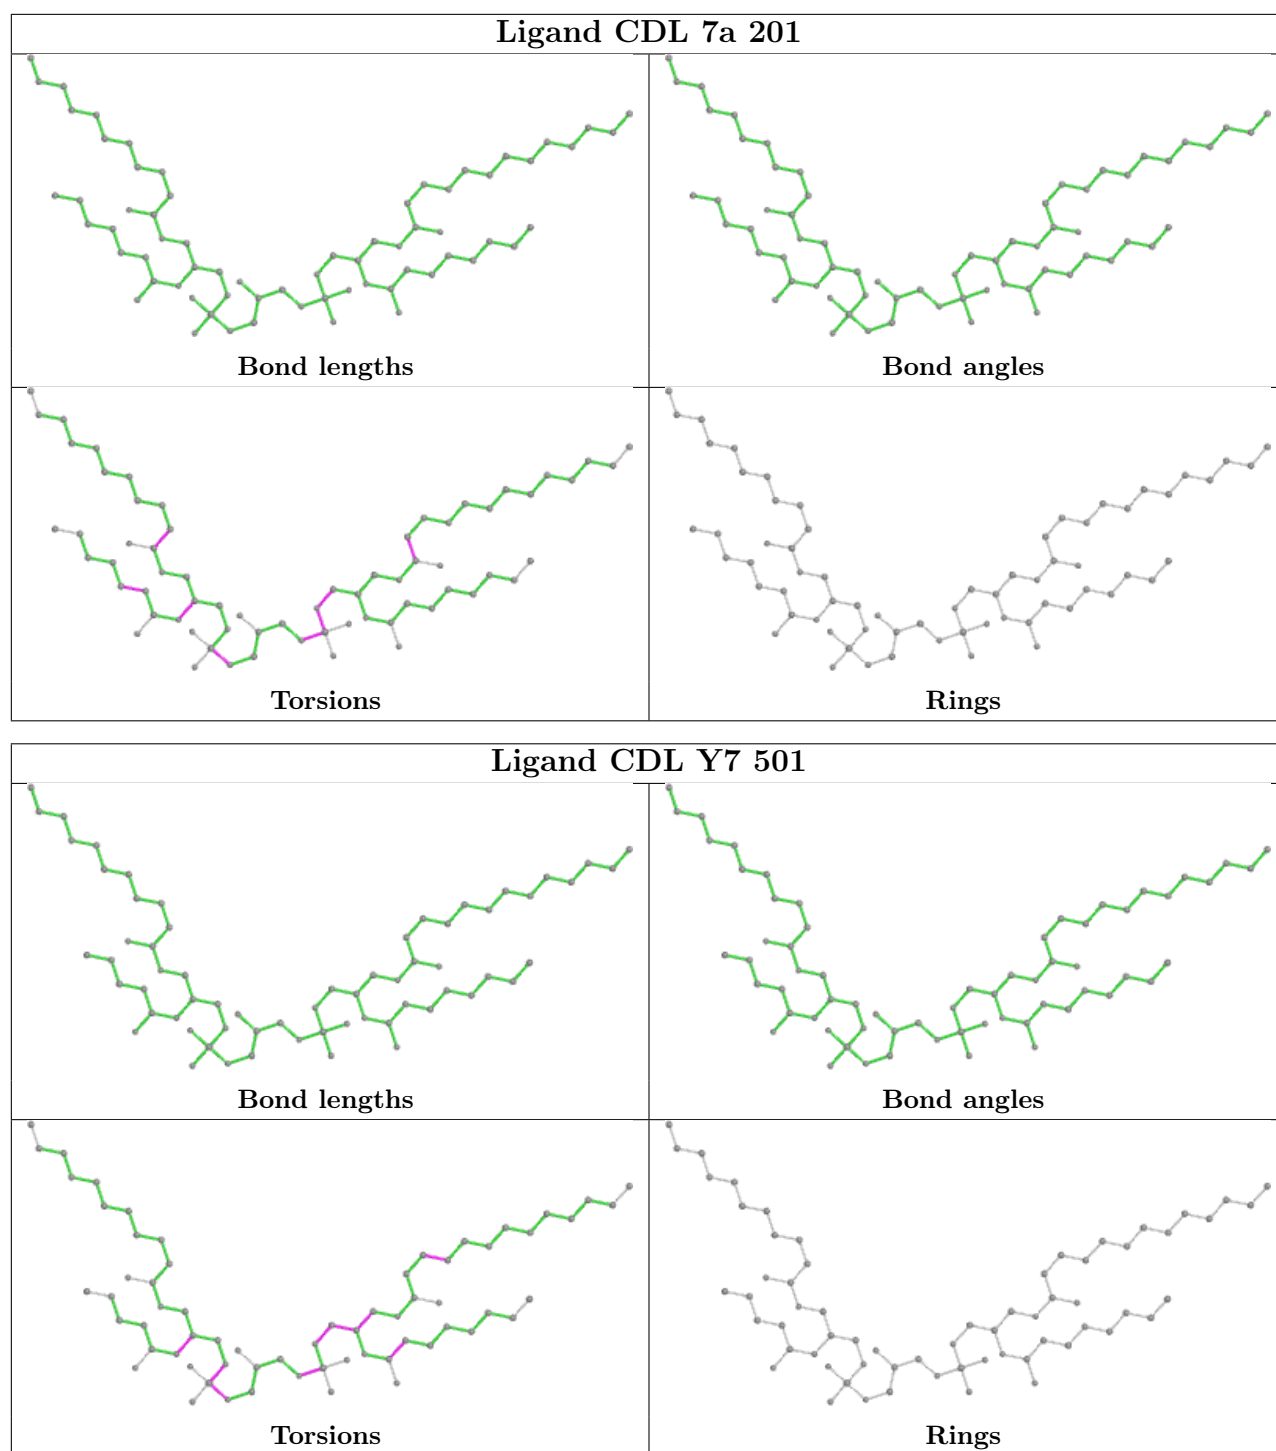 Ligand CDL 7a 201
Bond lengths
Bond angles
Torsions
Rings
Ligand CDL Y7 501
Bond lengths
Bond angles
Torsions
Rings